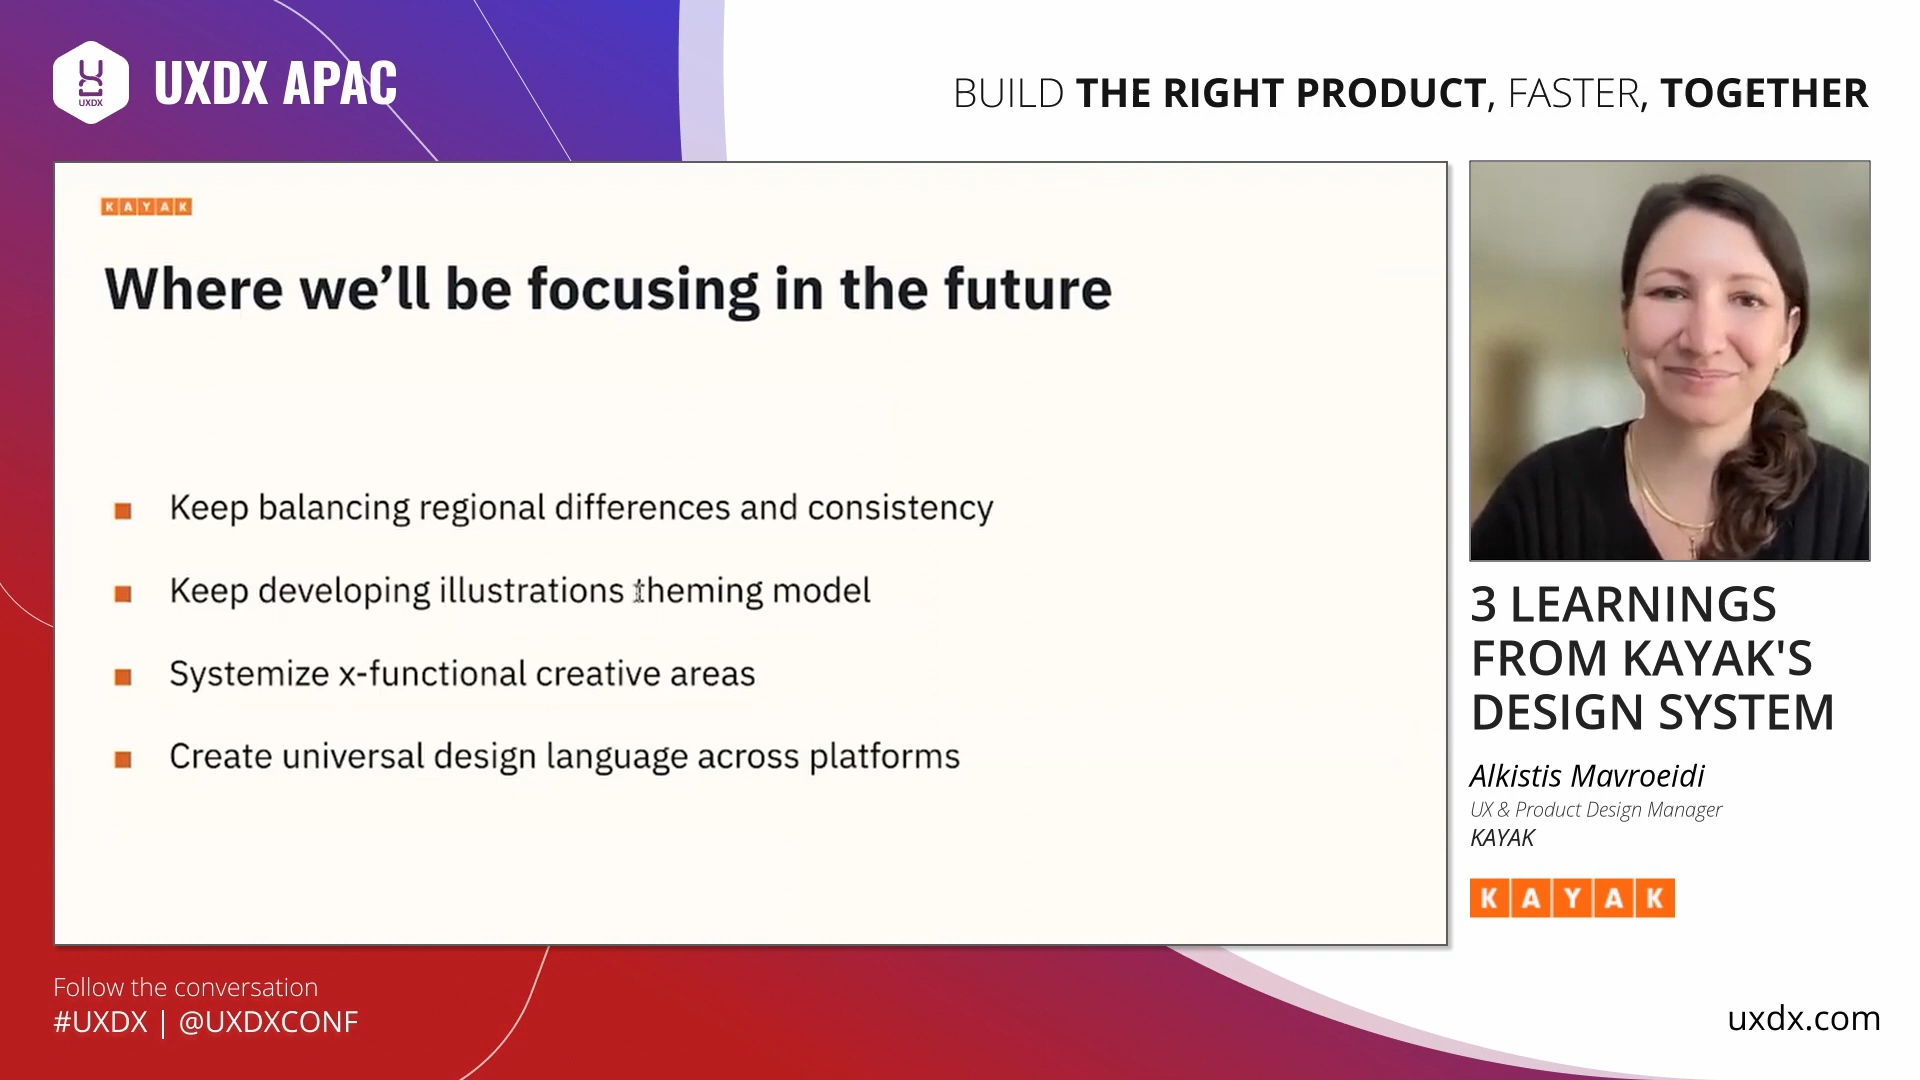 UXDX
UXDX APAC
BUILD THE RIGHT PRODUCT, FASTER, TOGETHER
KAYAK
Where we’ll be focusing in the future
Keep balancing regional differences and consistency
Keep developing illustrations theming model
Systemize x-functional creative areas
Create universal design language across platforms
3 LEARNINGS
FROM KAYAK'S
DESIGN SYSTEM
Alkistis Mavroeidi
UX & Product Design Manager
KAYAK
KAYAK
Follow the conversation
#UXDX | @UXDXCONF
uxdx.com